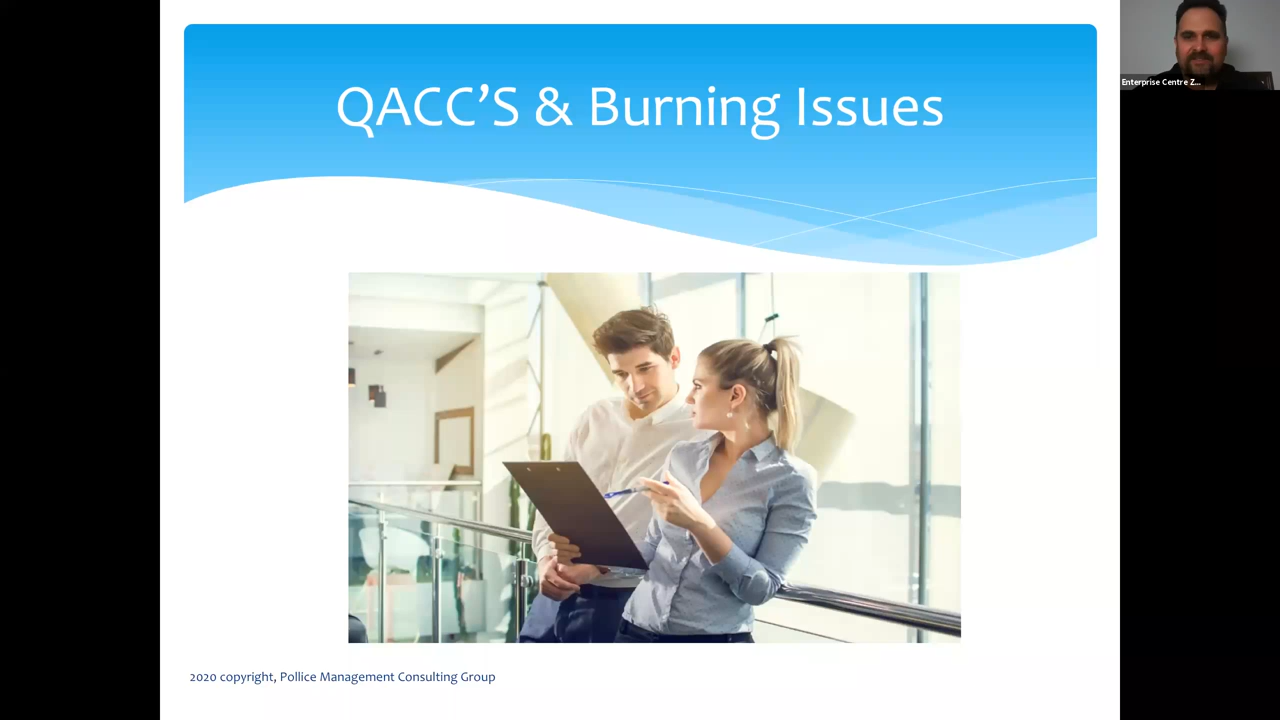 QACC’S & Burning Issues
Enterprise Centre Z...
2020 copyright, Pollice Management Consulting Group